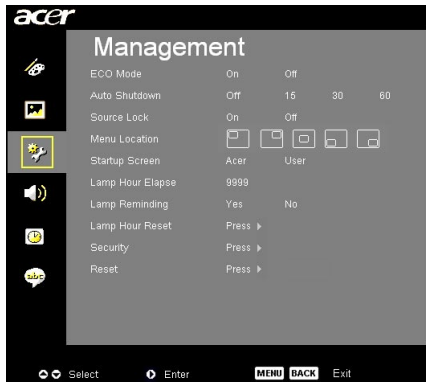 acer
Management
ECO Mode On Off
Auto Shutdown Off 15 30 60
Source Lock On Off
Menu Location
Startup Screen Acer User
Lamp Hour Elapse 9999
Lamp Reminding Yes No
Lamp Hour Reset Press
Security Press
Reset Press
abc
Select Enter MENU BACK Exit